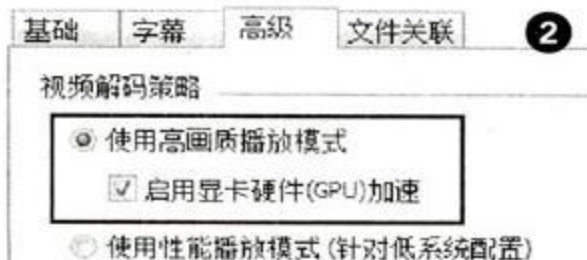 基础 字幕 高级 文件关联 2
视频解码策略
使用高画质播放模式
启用显卡硬件(GPU)加速
使用性能播放模式(针对低系统配置)